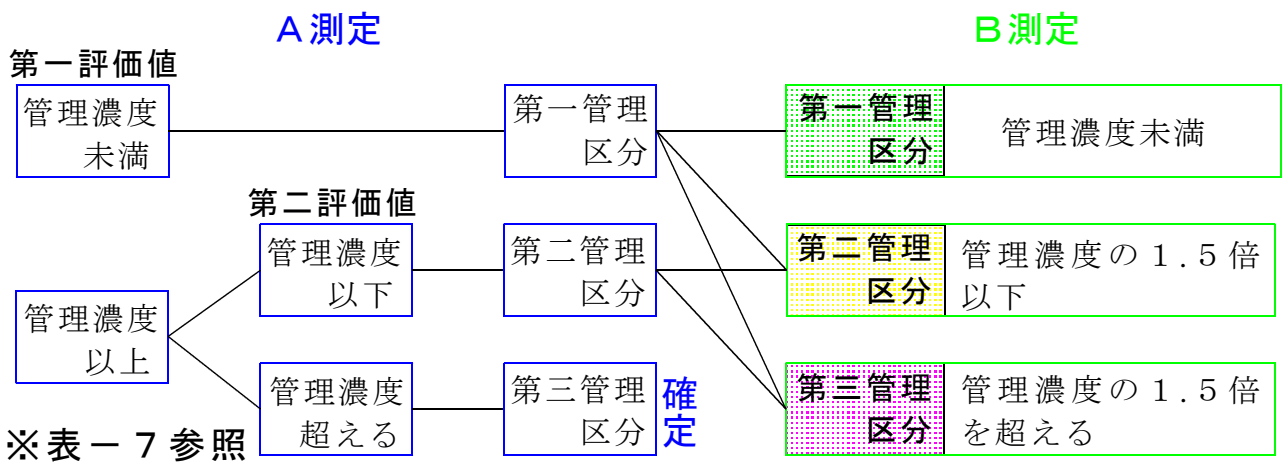 A測定
B測定
第一評価値
管理濃度
未満
第一管理
区分
第一管理
区分
管理濃度未満
第二評価値
管理濃度
以下
第二管理
区分
第二管理
区分
管理濃度の1.5倍
以下
管理濃度
以上
管理濃度
超える
第三管理
区分
確
定
第三管理
区分
管理濃度の1.5倍
を超える
※表-7参照